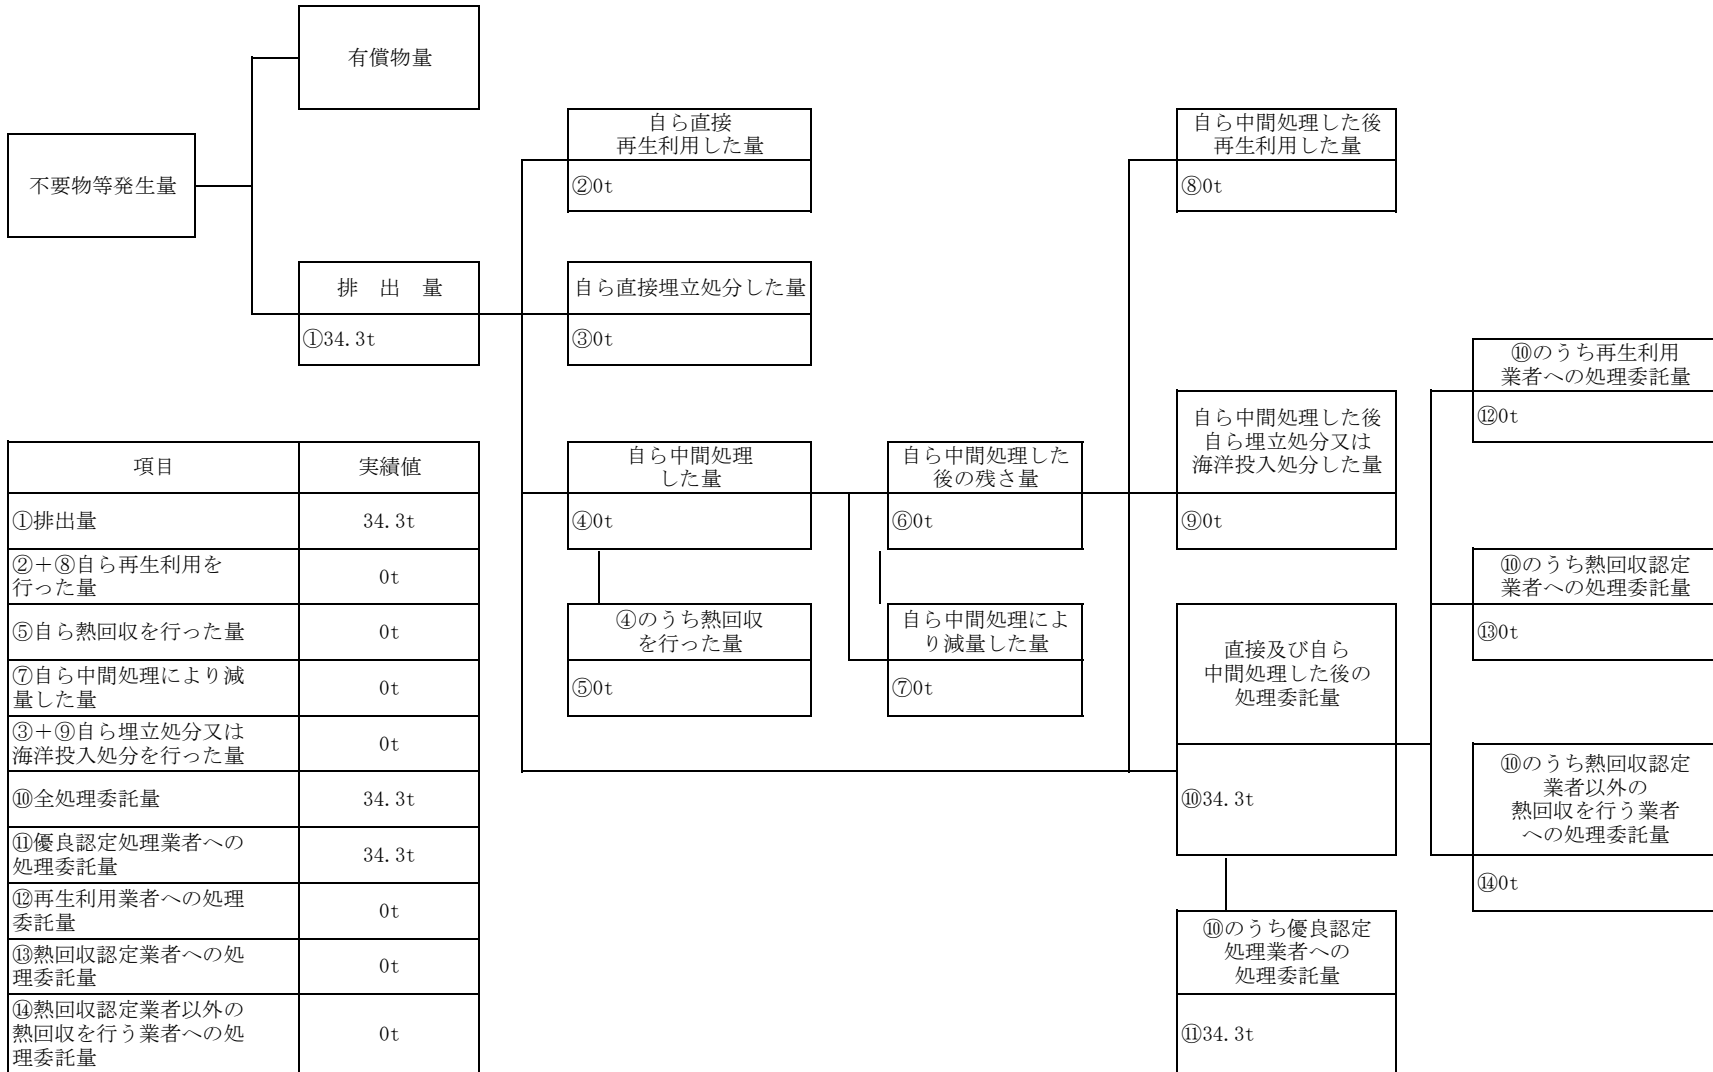 有償物量
不要物等発生量
排 出 量
①34.3t
自ら直接
再生利用した量
②0t
自ら直接埋立処分した量
③0t
自ら中間処理
した量
④0t
④のうち熱回収
を行った量
⑤0t
自ら中間処理した
後の残さ量
⑥0t
自ら中間処理によ
り減量した量
⑦0t
自ら中間処理した後
再生利用した量
⑧0t
自ら中間処理した後
自ら埋立処分又は
海洋投入処分した量
⑨0t
直接及び自ら
中間処理した後の
処理委託量
⑩34.3t
⑩のうち優良認定
処理業者への
処理委託量
⑪34.3t
⑩のうち再生利用
業者への処理委託量
⑫0t
⑩のうち熱回収認定
業者への処理委託量
⑬0t
⑩のうち熱回収認定
業者以外の
熱回収を行う業者
への処理委託量
⑭0t
項目 実績値
①排出量 34.3t
②+⑧自ら再生利用を
行った量 0t
⑤自ら熱回収を行った量 0t
⑦自ら中間処理により減
量した量 0t
③+⑨自ら埋立処分又は
海洋投入処分を行った量 0t
⑩全処理委託量 34.3t
⑪優良認定処理業者への
処理委託量 34.3t
⑫再生利用業者への処理
委託量 0t
⑬熱回収認定業者への処
理委託量 0t
⑭熱回収認定業者以外の
熱回収を行う業者への処 0t
理委託量